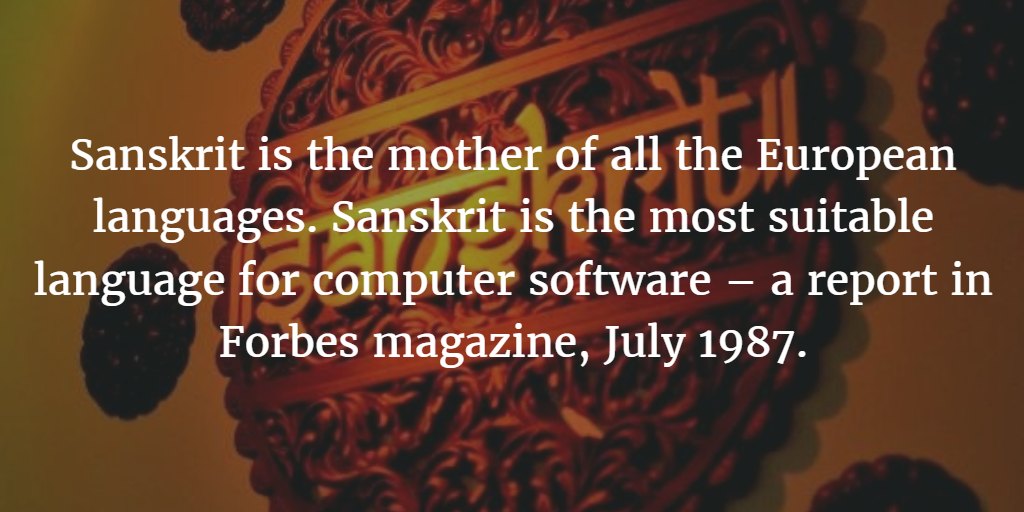 Sanskrit is the mother of all the European
languages. Sanskrit is the most suitable
language for computer software – a report in
Forbes magazine, July 1987.
sanskrit